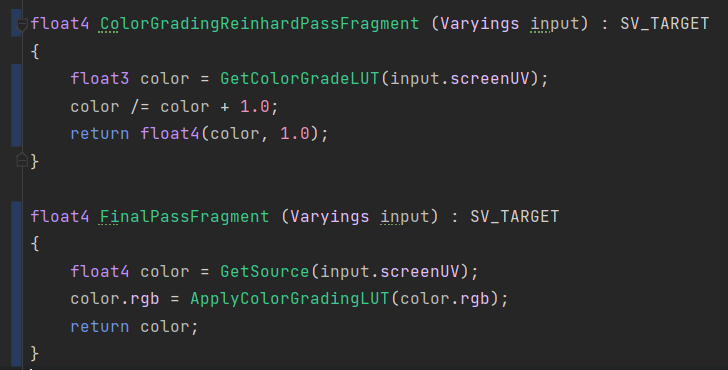 float4 ColorGradingReinhardPassFragment (Varyings input) : SV_TARGET
{
    float3 color = GetColorGradeLUT(input.screenUV);
    color /= color + 1.0;
    return float4(color, 1.0);
}

float4 FinalPassFragment (Varyings input) : SV_TARGET
{
    float4 color = GetSource(input.screenUV);
    color.rgb = ApplyColorGradingLUT(color.rgb);
    return color;
}